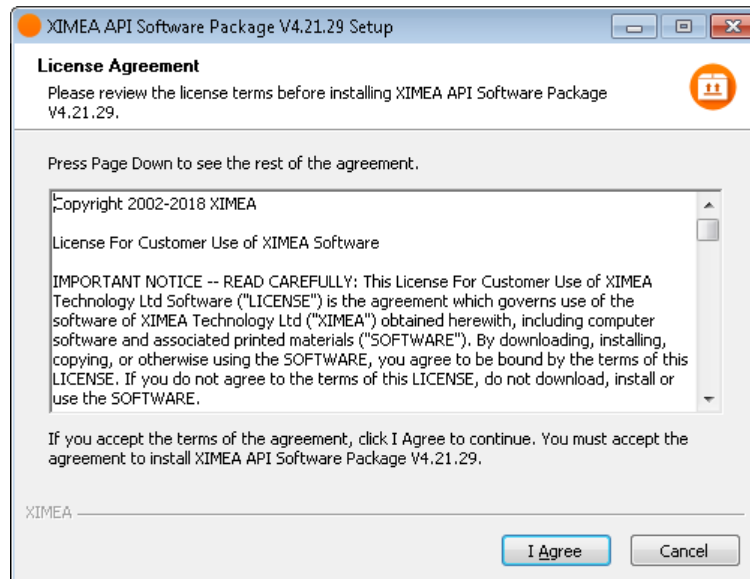 XIMEA API Software Package V4.21.29 Setup
License Agreement
Please review the license terms before installing XIMEA API Software Package
V4.21.29.
Press Page Down to see the rest of the agreement.
Copyright 2002-2018 XIMEA
License For Customer Use of XIMEA Software
IMPORTANT NOTICE -- READ CAREFULLY: This License For Customer Use of XIMEA
Technology Ltd Software ("LICENSE") is the agreement which governs use of the
software of XIMEA Technology Ltd ("XIMEA") obtained herewith, including computer
software and associated printed materials ("SOFTWARE"). By downloading, installing,
copying, or otherwise using the SOFTWARE, you agree to be bound by the terms of this
LICENSE. If you do not agree to the terms of this LICENSE, do not download, install or
use the SOFTWARE.
If you accept the terms of the agreement, click I Agree to continue. You must accept the
agreement to install XIMEA API Software Package V4.21.29.
XIMEA
I Agree
Cancel